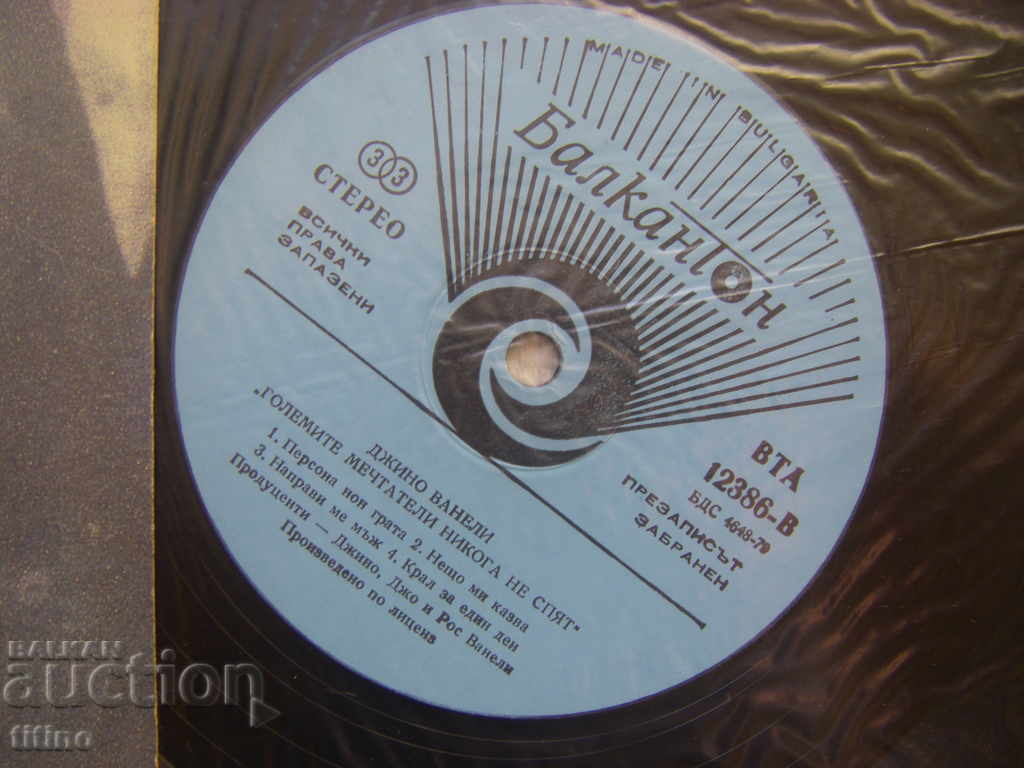 MADE IN BULGARIA
Балкантон
33
СТЕРЕО
ВСИЧКИ
ПРАВА
ЗАПАЗЕНИ
ВТА
12386-В
БДС 4648-79
ПРЕЗАПИСЪТ
ЗАБРАНЕН
ДЖИНО ВАНЕЛИ
„ГОЛЕМИТЕ МЕЧТАТЕЛИ НИКОГА НЕ СПЯТ“
1. Персона нон грата 2. Нещо ми казва
3. Направи ме мъж 4. Крал за един ден
Продуценти — Джино, Джо и Рос Ванели
Произведено по лиценз
BALKAN
auction
titino